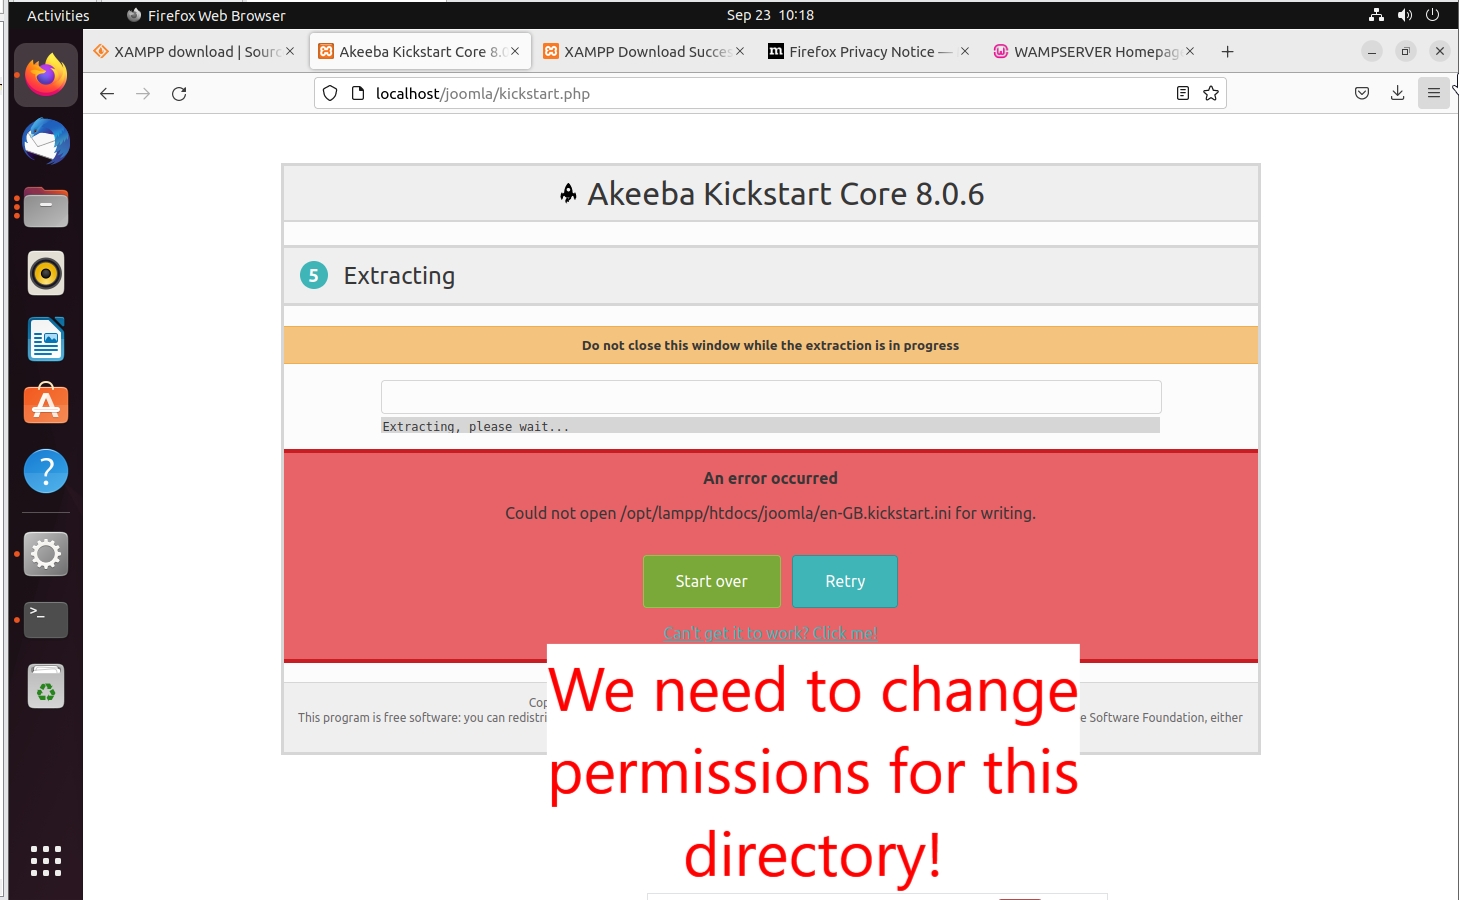 Activities
Firefox Web Browser
Sep 23 10:18
XAMPP download | Sourc
Akeeba Kickstart Core 8.0
XAMPP Download Succes
m
Firefox Privacy Notice —
WAMPSERVER Homepag
localhost/joomla/kickstart.php
Akeeba Kickstart Core 8.0.6
5 Extracting
Do not close this window while the extraction is in progress
Extracting, please wait...
An error occurred
Could not open /opt/lampp/htdocs/joomla/en-GB.kickstart.ini for writing.
Start over
Retry
Can't get it to work? Click me!
Cop
This program is free software: you can redistri
e Software Foundation, either
We need to change
permissions for this
directory!